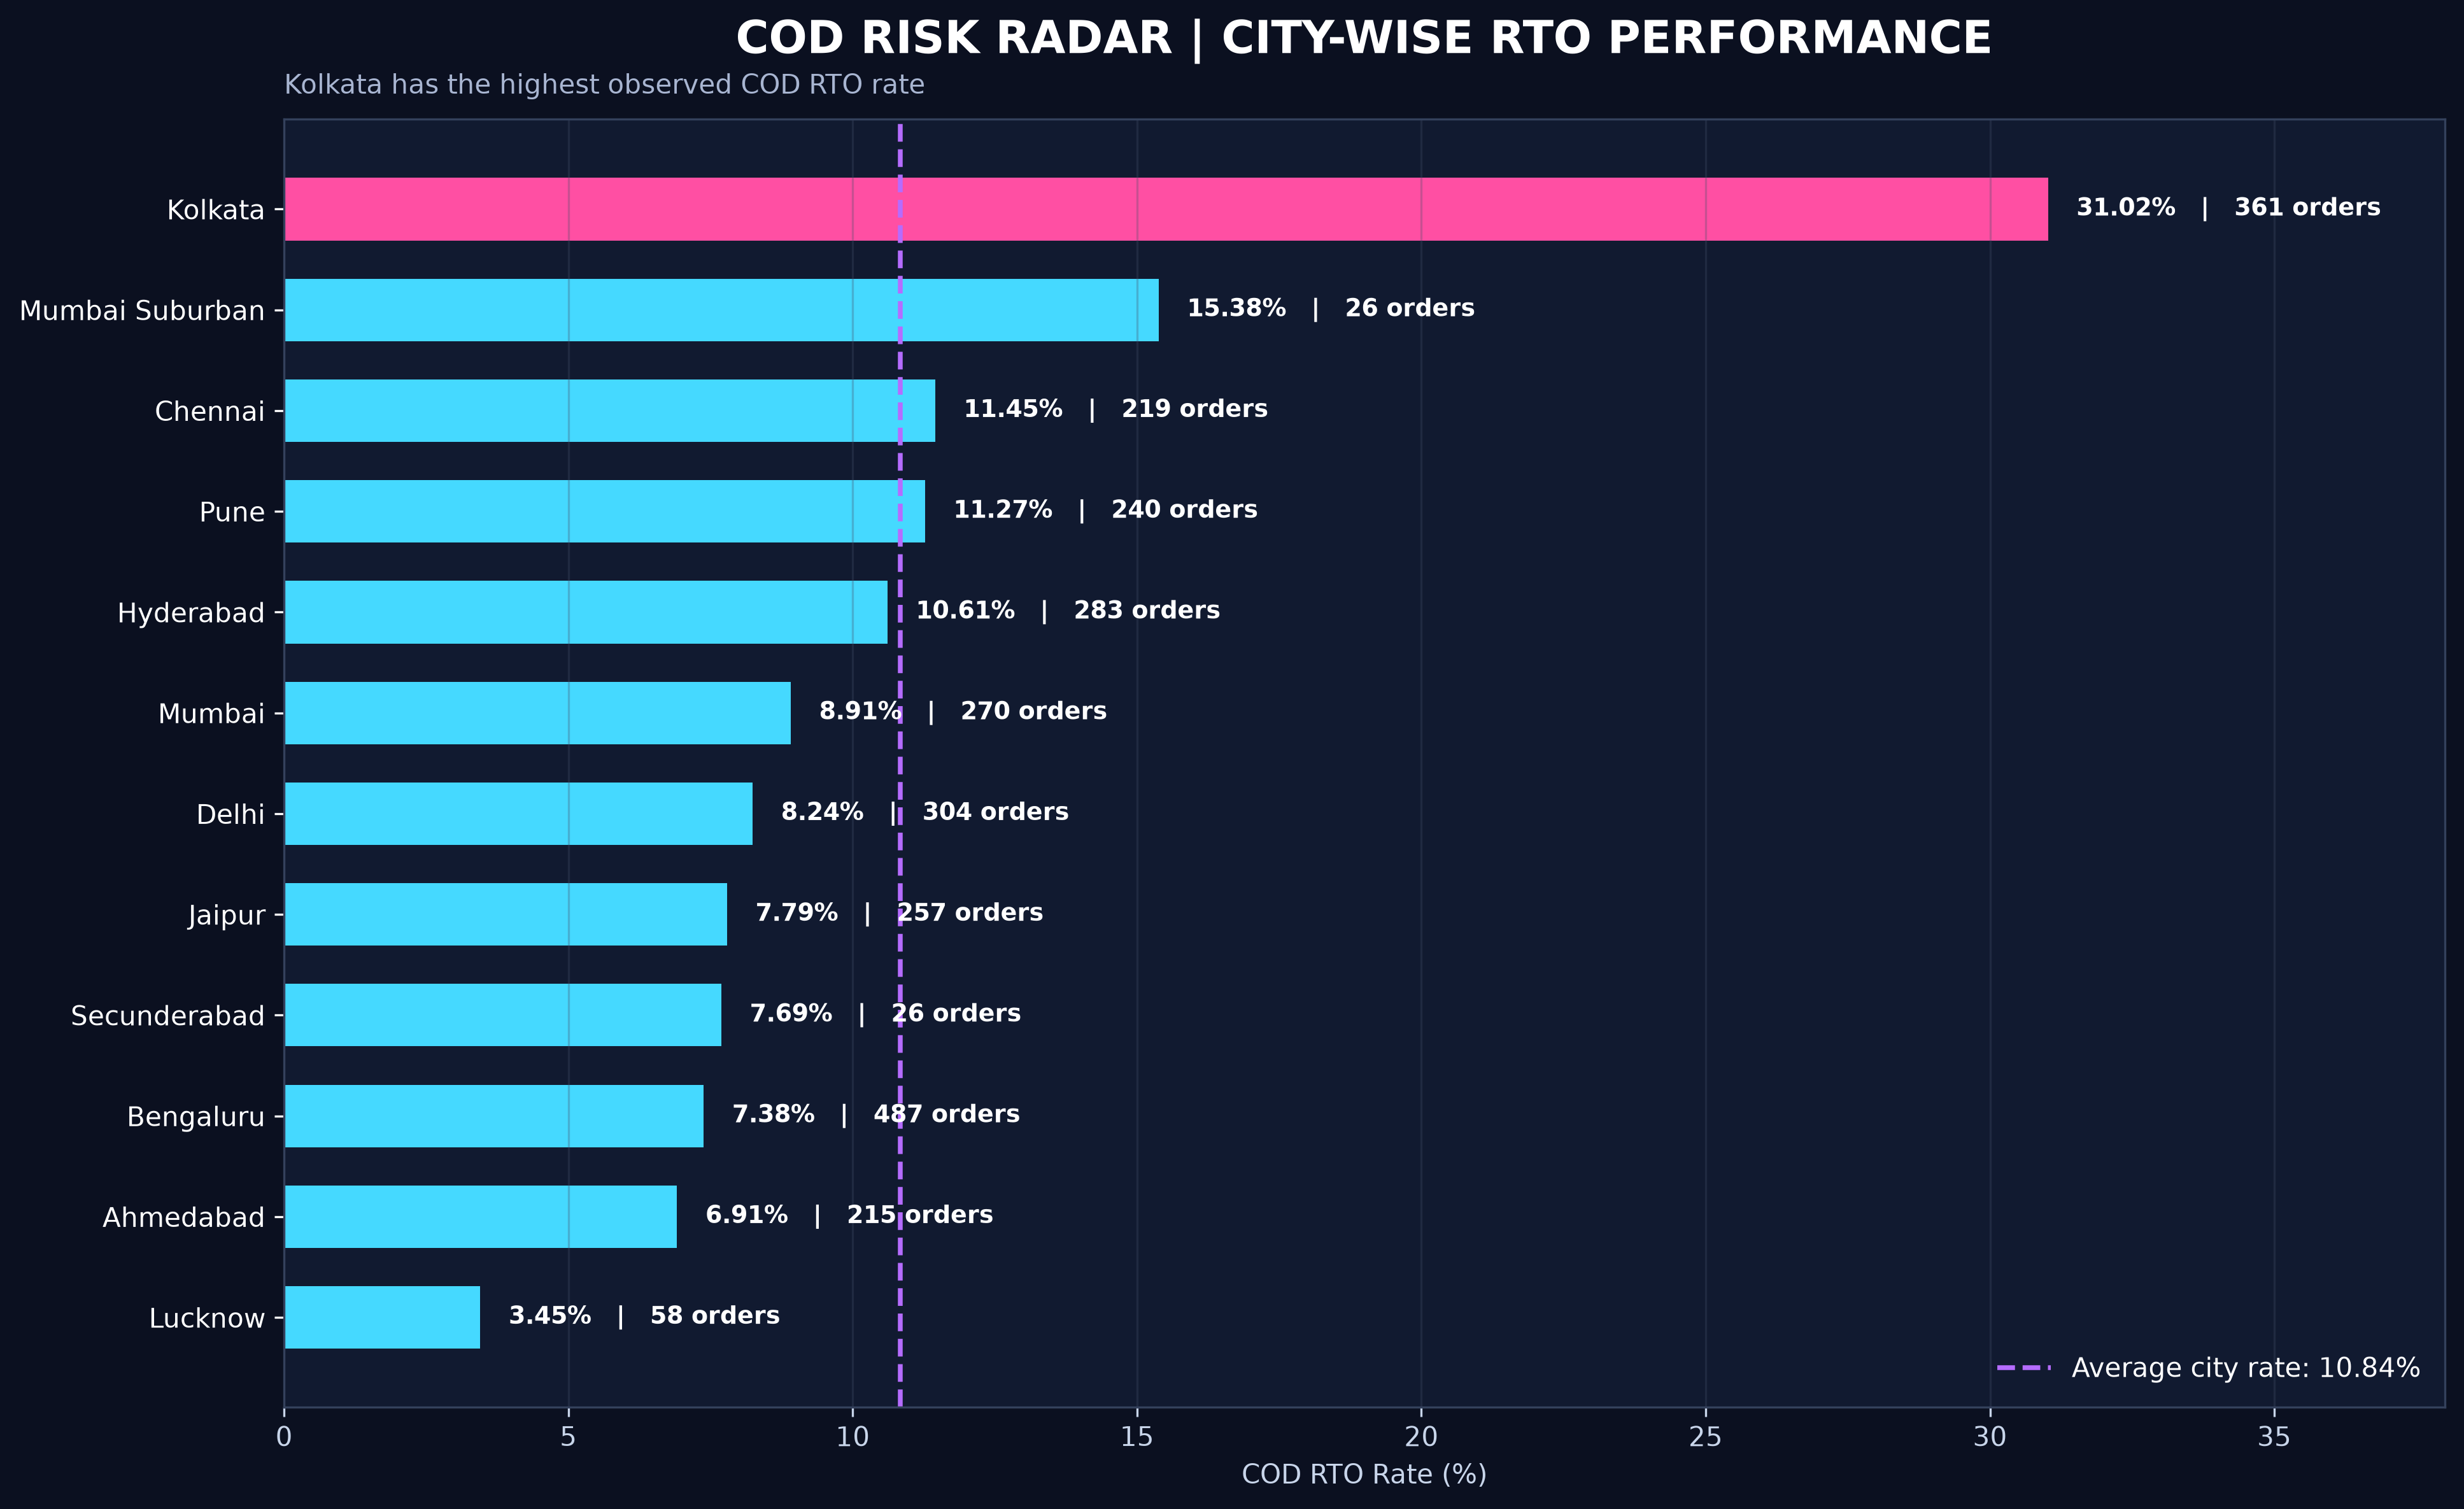 COD RISK RADAR | CITY-WISE RTO PERFORMANCE
Kolkata has the highest observed COD RTO rate
Kolkata 31.02% | 361 orders
Mumbai Suburban 15.38% | 26 orders
Chennai 11.45% | 219 orders
Pune 11.27% | 240 orders
Hyderabad 10.61% | 283 orders
Mumbai 8.91% | 270 orders
Delhi 8.24% | 304 orders
Jaipur 7.79% | 257 orders
Secunderabad 7.69% | 26 orders
Bengaluru 7.38% | 487 orders
Ahmedabad 6.91% | 215 orders
Lucknow 3.45% | 58 orders
Average city rate: 10.84%
0 5 10 15 20 25 30 35
COD RTO Rate (%)